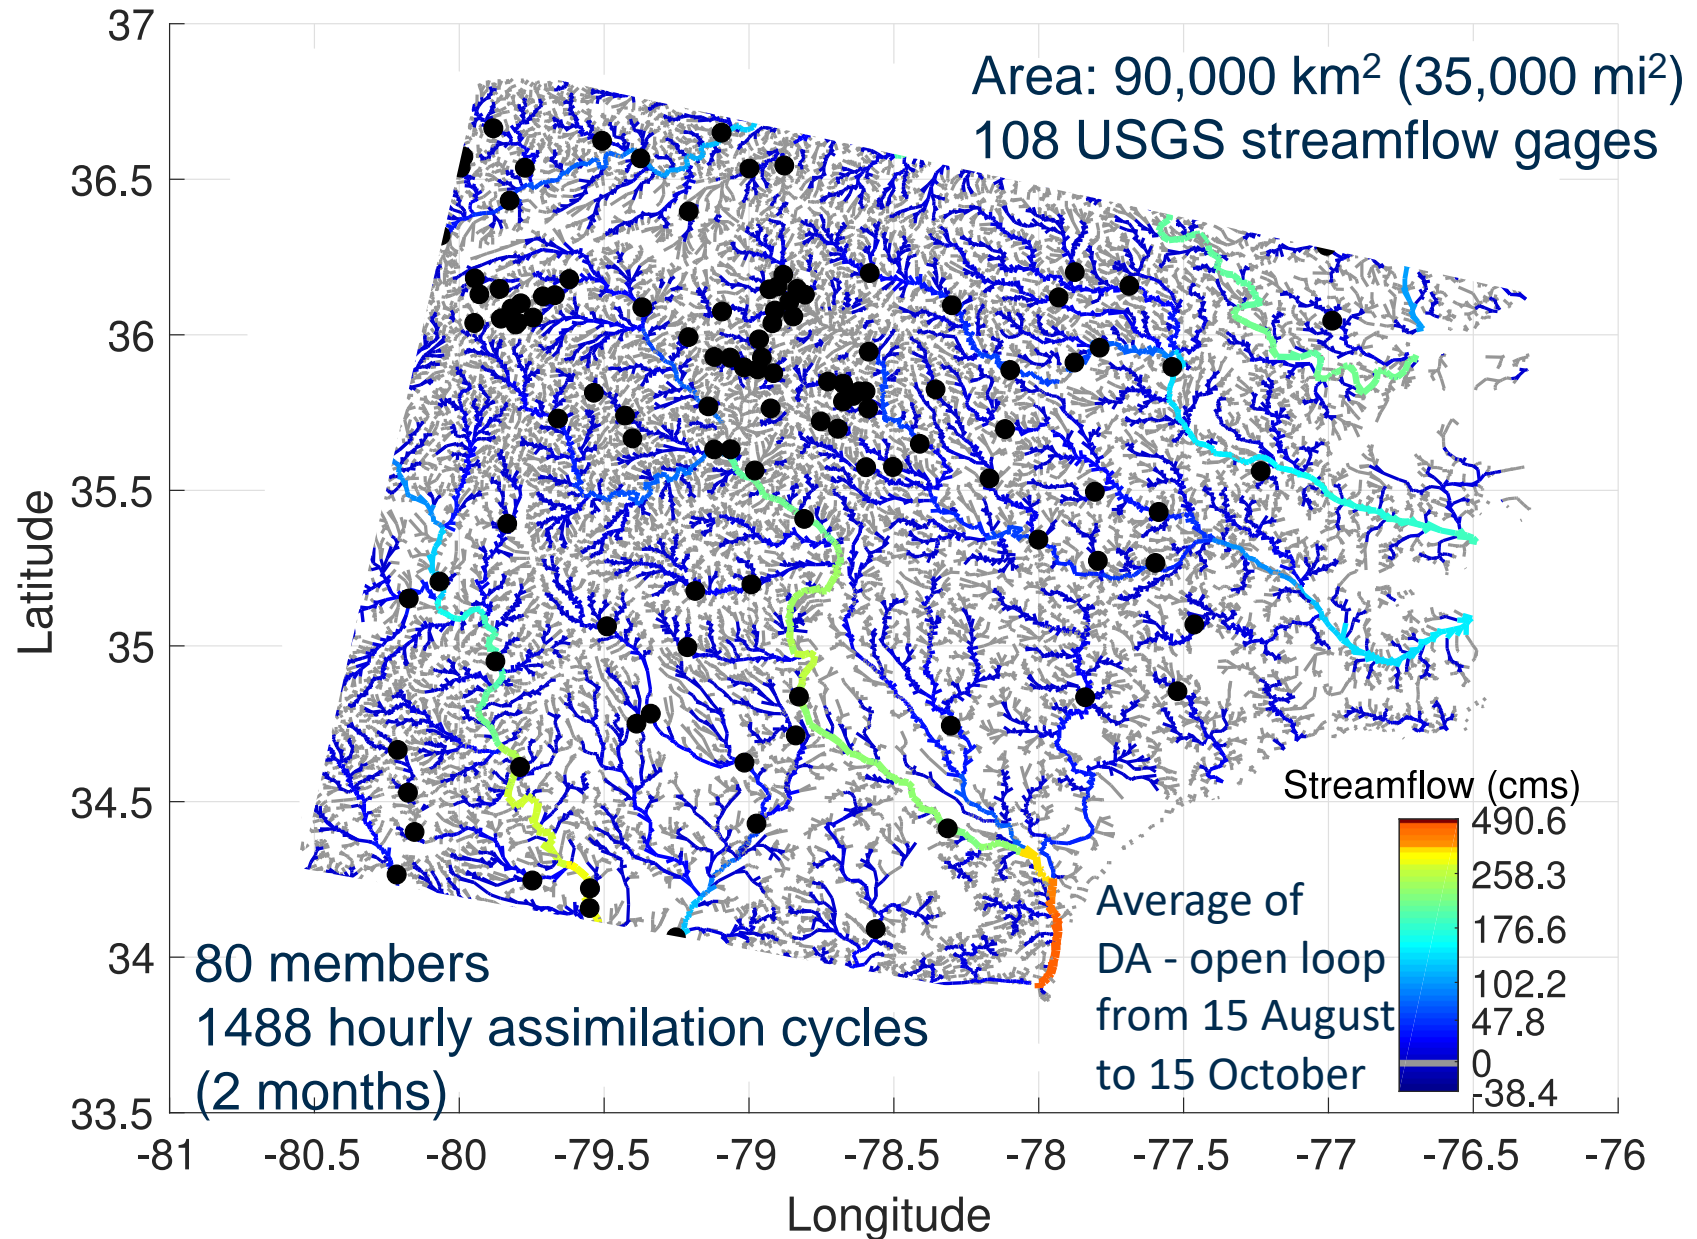 37
36.5
36
35.5
35
34.5
34
33.5
Latitude
Area: 90,000 km² (35,000 mi²)
108 USGS streamflow gages
80 members
1488 hourly assimilation cycles
(2 months)
Average of
DA - open loop
from 15 August
to 15 October
Streamflow (cms)
490.6
258.3
176.6
102.2
47.8
0
-38.4
-81 -80.5 -80 -79.5 -79 -78.5 -78 -77.5 -77 -76.5 -76
Longitude